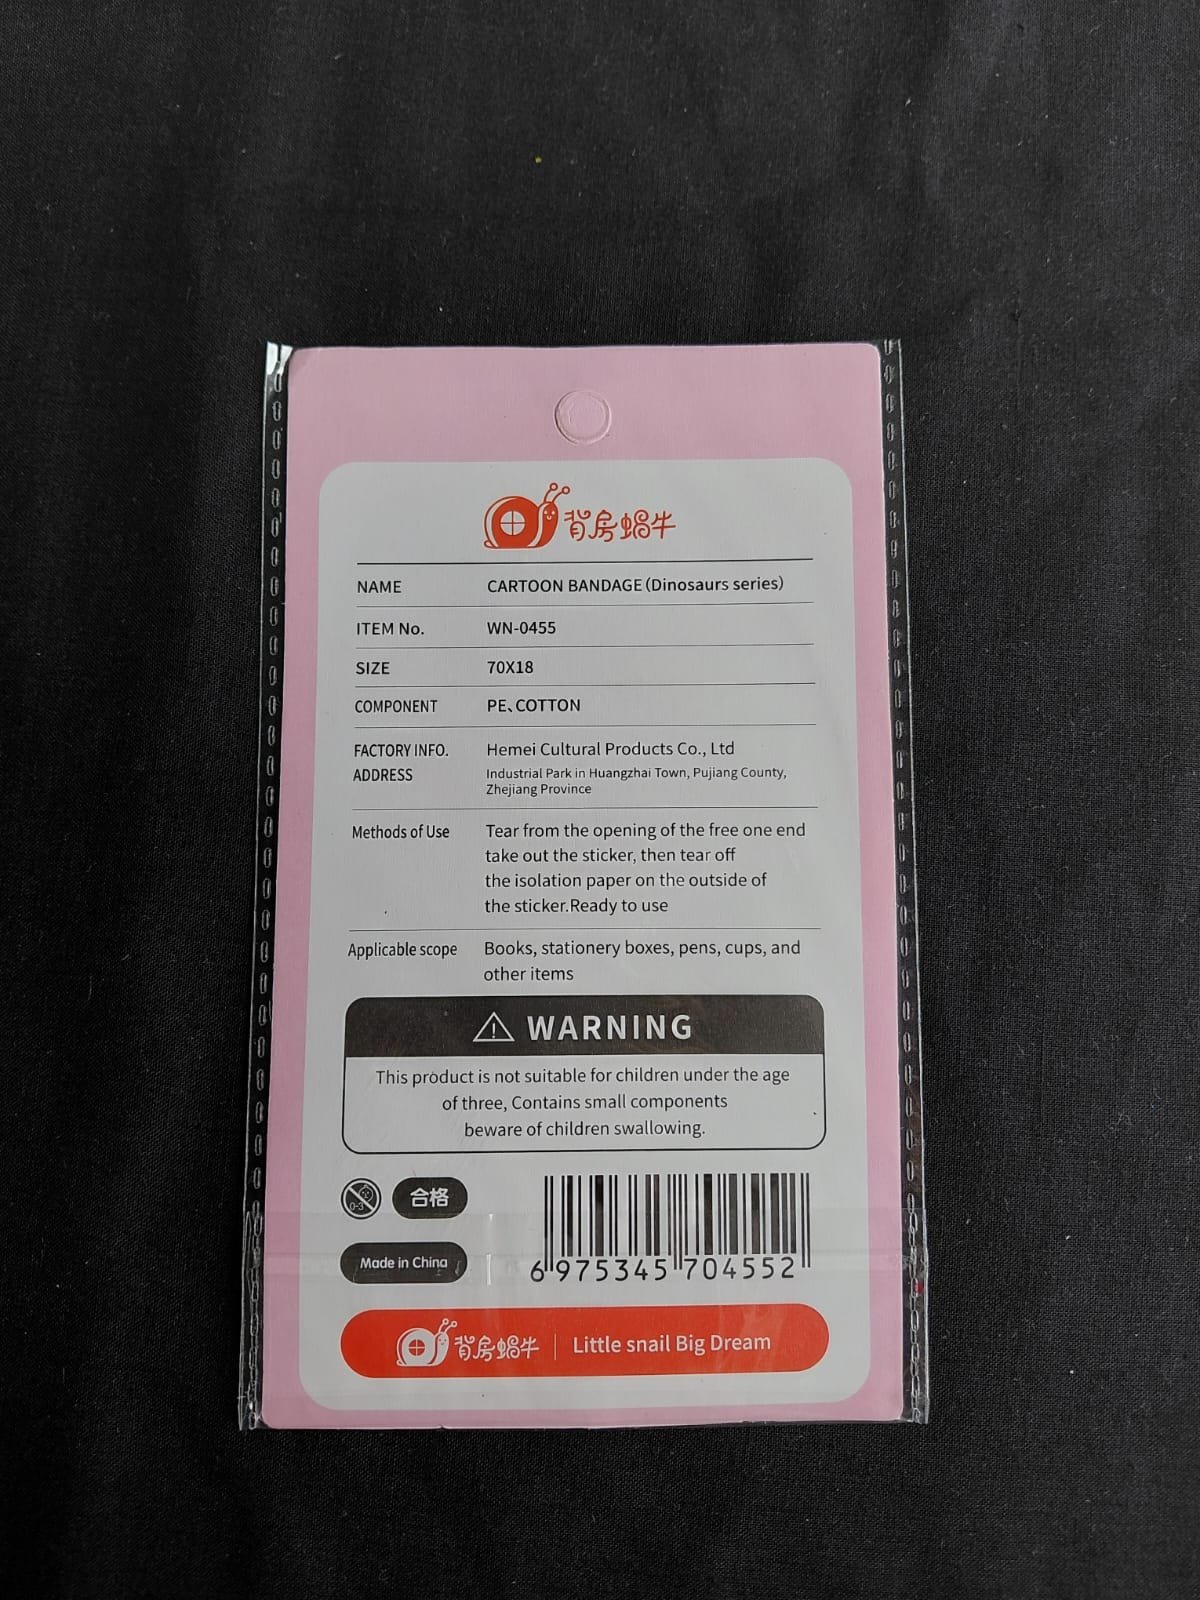 背房蝸牛
NAME CARTOON BANDAGE(Dinosaurs series)
ITEM No. WN-0455
SIZE 70X18
COMPONENT PE、COTTON
FACTORY INFO. Hemei Cultural Products Co., Ltd
ADDRESS Industrial Park in Huangzhai Town, Pujiang County,
Zhejiang Province
Methods of Use Tear from the opening of the free one end
take out the sticker, then tear off
the isolation paper on the outside of
the sticker.Ready to use
Applicable scope Books, stationery boxes, pens, cups, and
other items
WARNING
This product is not suitable for children under the age
of three, Contains small components
beware of children swallowing.
0-3 合格
Made in China
6 975345 704552
背房蝸牛 | Little snail Big Dream